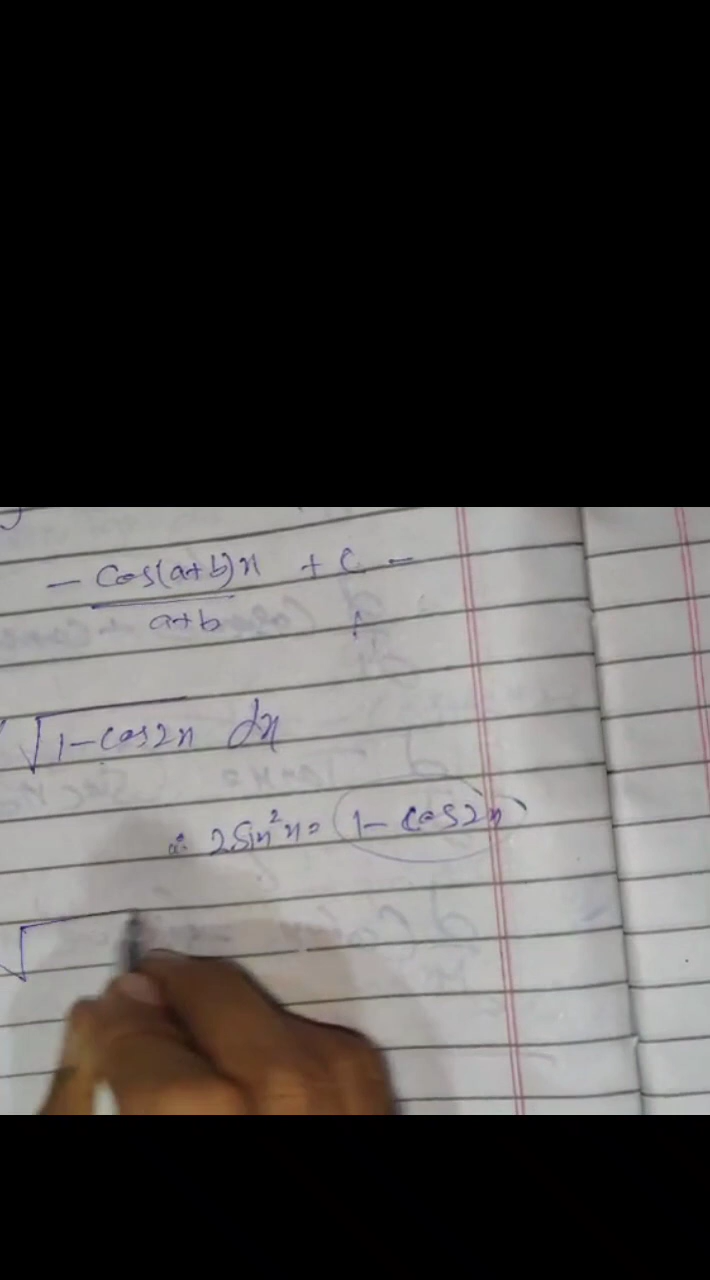 - Cos(a+b)x + C -
a+b
√1-cos2x dx
∴ 2Sin²x = 1- cos2x
√